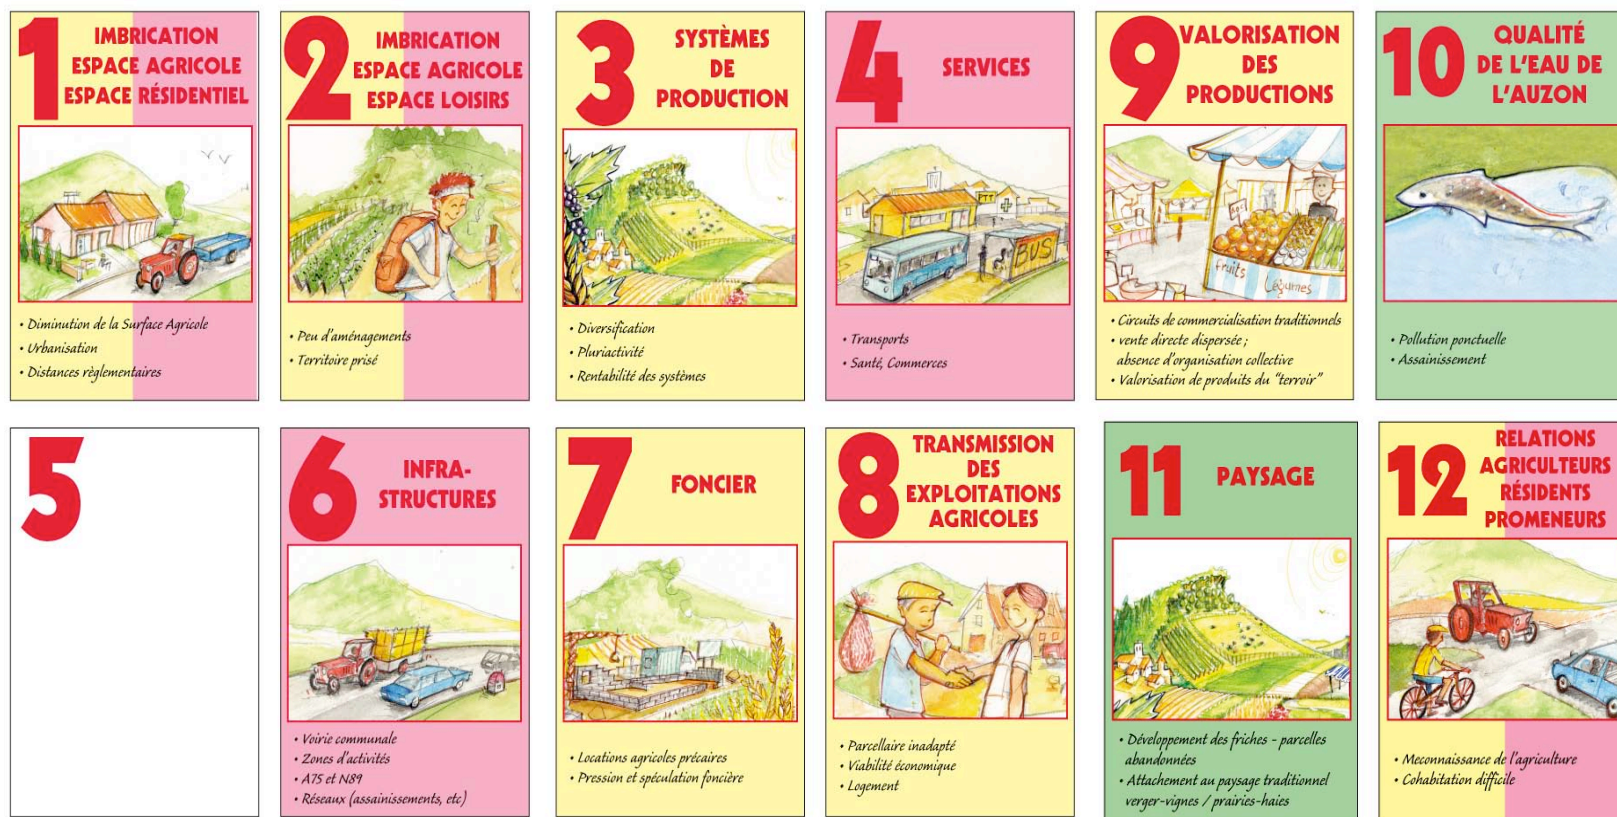 1
IMBRICATION
ESPACE AGRICOLE
ESPACE RÉSIDENTIEL
• Diminution de la Surface Agricole
• Urbanisation
• Distances règlementaires
2
IMBRICATION
ESPACE AGRICOLE
ESPACE LOISIRS
• Peu d'aménagements
• Territoire prisé
3
SYSTÈMES
DE
PRODUCTION
• Diversification
• Pluriactivité
• Rentabilité des systèmes
4
SERVICES
PTT
BUS
• Transports
• Santé, Commerces
9
VALORISATION
DES
PRODUCTIONS
fruits
Légumes
• Circuits de commercialisation traditionnels
• vente directe dispersée ;
absence d'organisation collective
• Valorisation de produits du "terroir"
10
QUALITÉ
DE L'EAU DE
L'AUZON
• Pollution ponctuelle
• Assainissement
5
6
INFRA-
STRUCTURES
• Voirie communale
• Zones d'activités
• A75 et N89
• Réseaux (assainissements, etc)
7
FONCIER
• Locations agricoles précaires
• Pression et spéculation foncière
8
TRANSMISSION
DES
EXPLOITATIONS
AGRICOLES
• Parcellaire inadapté
• Viabilité économique
• Logement
11
PAYSAGE
• Développement des friches - parcelles
abandonnées
• Attachement au paysage traditionnel
verger-vignes / prairies-haies
12
RELATIONS
AGRICULTEURS
RÉSIDENTS
PROMENEURS
• Meconnaissance de l'agriculture
• Cohabitation difficile